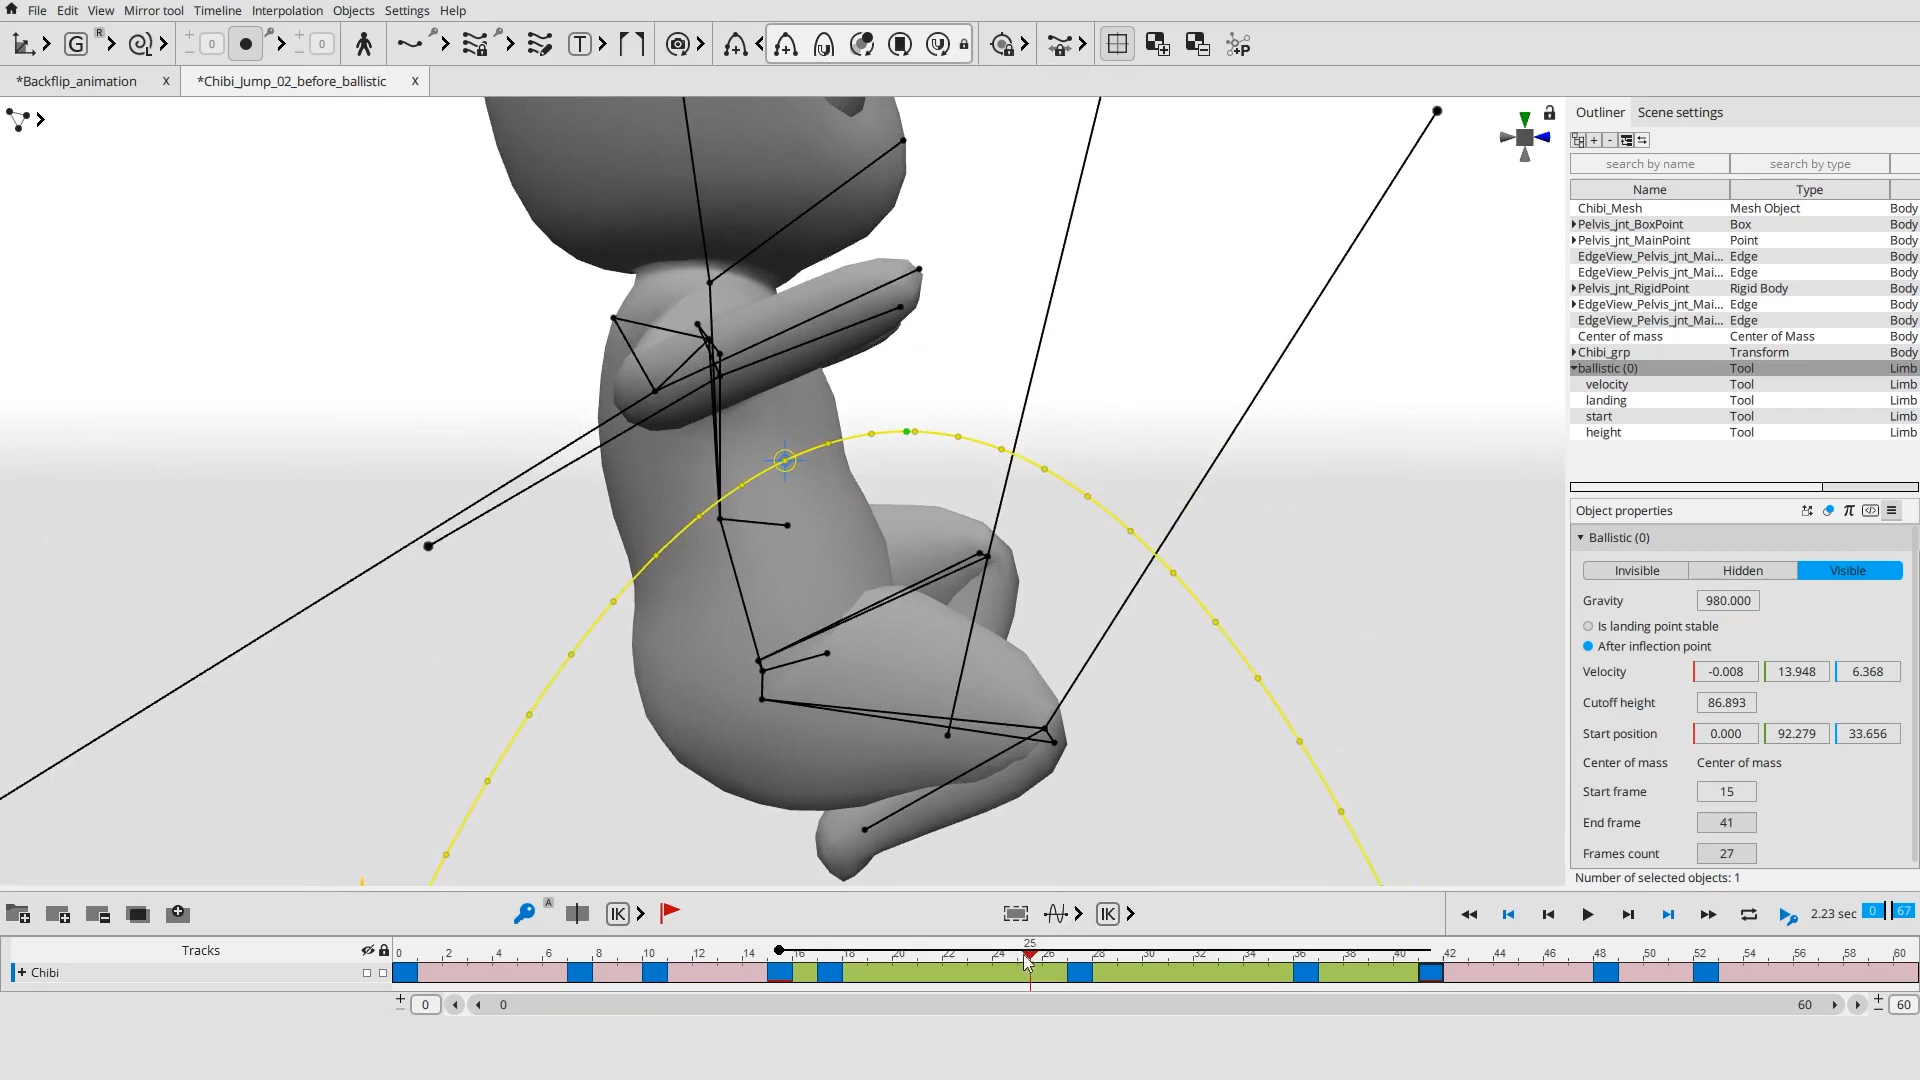 File Edit View Mirror tool Timeline Interpolation Objects Settings Help
R 0 0 T P
*Backflip_animation x *Chibi_Jump_02_before_ballistic x
Outliner Scene settings
search by name search by type
Name Type
Chibi_Mesh Mesh Object Body
Pelvis_jnt_BoxPoint Box Body
Pelvis_jnt_MainPoint Point Body
EdgeView_Pelvis_jnt_Mai... Edge Body
EdgeView_Pelvis_jnt_Mai... Edge Body
Pelvis_jnt_RigidPoint Rigid Body Body
EdgeView_Pelvis_jnt_Mai... Edge Body
EdgeView_Pelvis_jnt_Mai... Edge Body
Center of mass Center of Mass Body
Chibi_grp Transform Body
ballistic (0) Tool Limb
velocity Tool Limb
landing Tool Limb
start Tool Limb
height Tool Limb
Object properties
Ballistic (0)
Invisible Hidden Visible
Gravity 980.000
Is landing point stable
After inflection point
Velocity -0.008 13.948 6.368
Cutoff height 86.893
Start position 0.000 92.279 33.656
Center of mass Center of mass
Start frame 15
End frame 41
Frames count 27
Number of selected objects: 1
A IK IK 2.23 sec 0 67
25
Tracks 0 2 4 6 8 10 12 14 16 18 20 22 24 26 28 30 32 34 36 38 40 42 44 46 48 50 52 54 56 58 60
+ Chibi
0 0 60 60